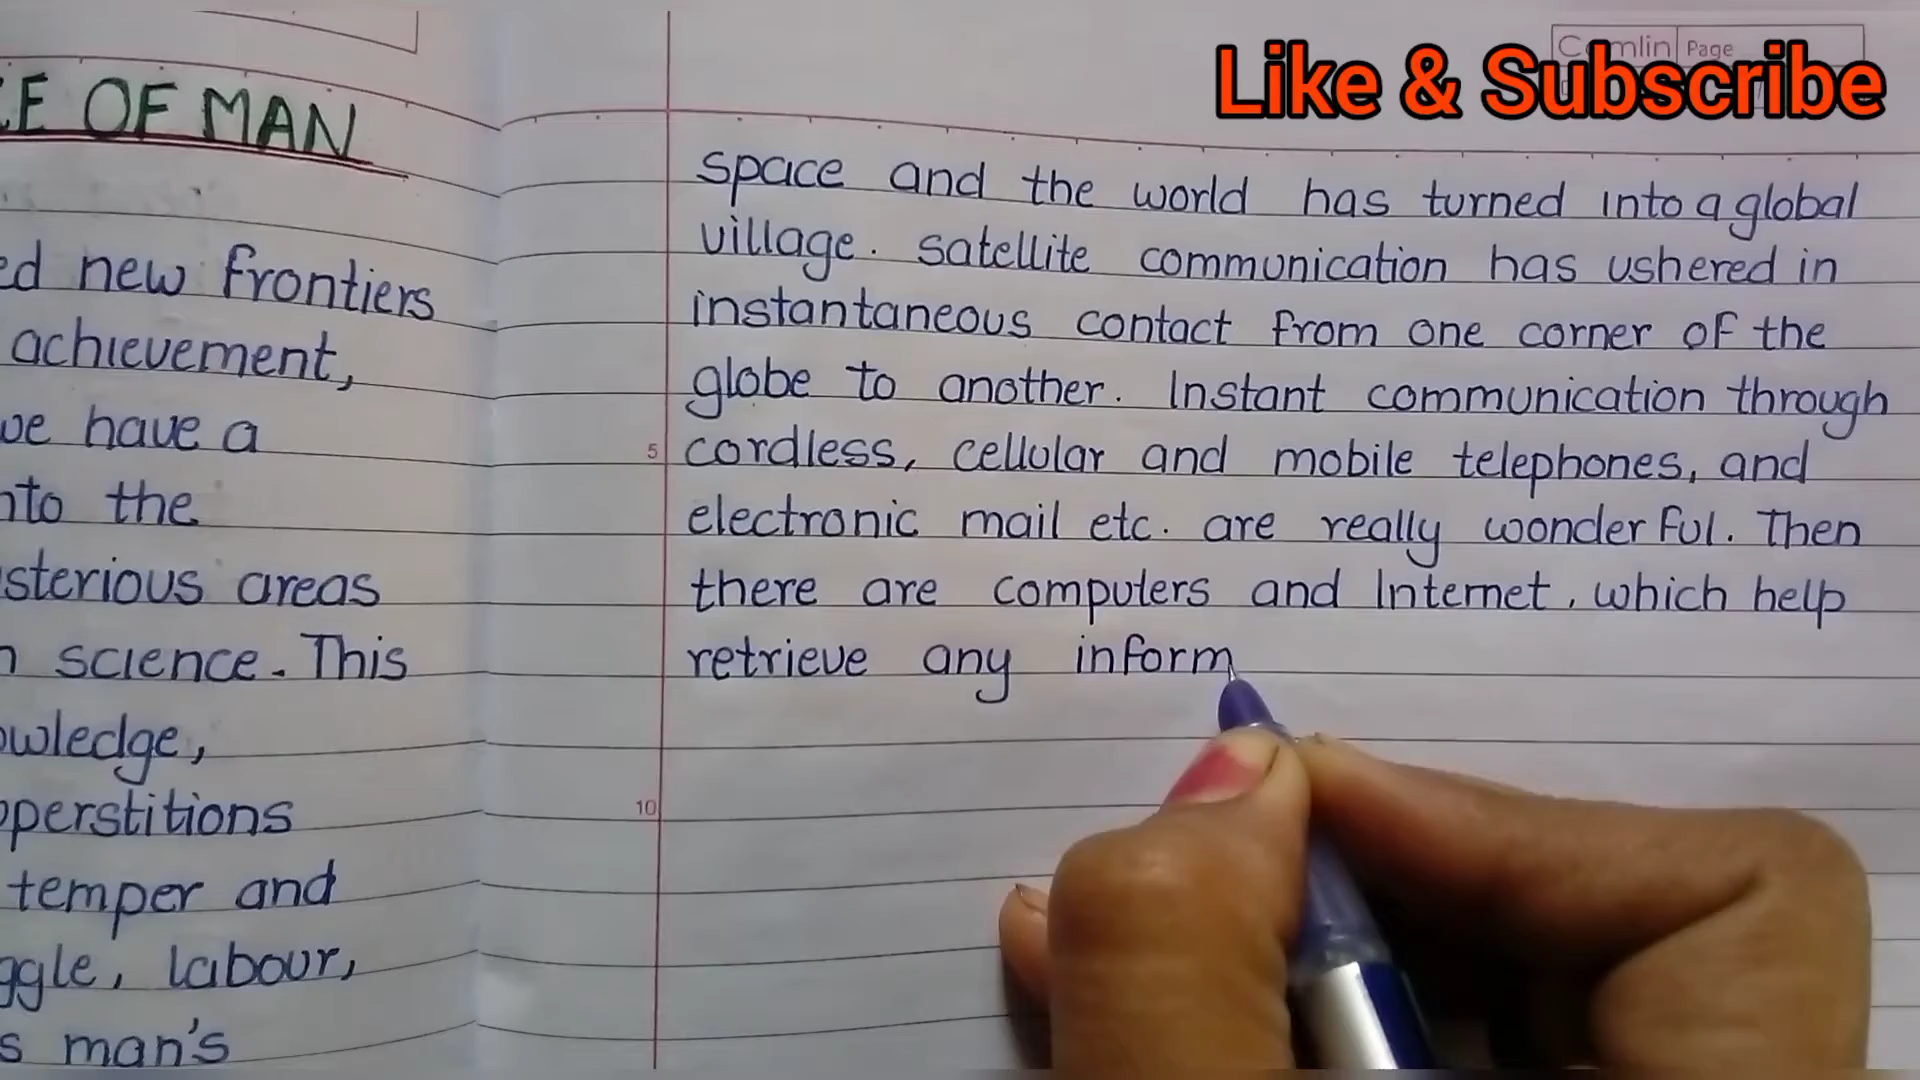 E OF MAN
ed new frontiers
achievement,
we have a
nto the
sterious areas
n science. This
owledge,
perstitions
temper and
ggle, labour,
s man's
Like & Subscribe
Page
space and the world has turned into a global
village. satellite communication has ushered in
instantaneous contact from one corner of the
globe to another. Instant communication through
5 cordless, cellular and mobile telephones, and
electronic mail etc. are really wonderful. Then
there are computers and Internet, which help
retrieve any inform
10